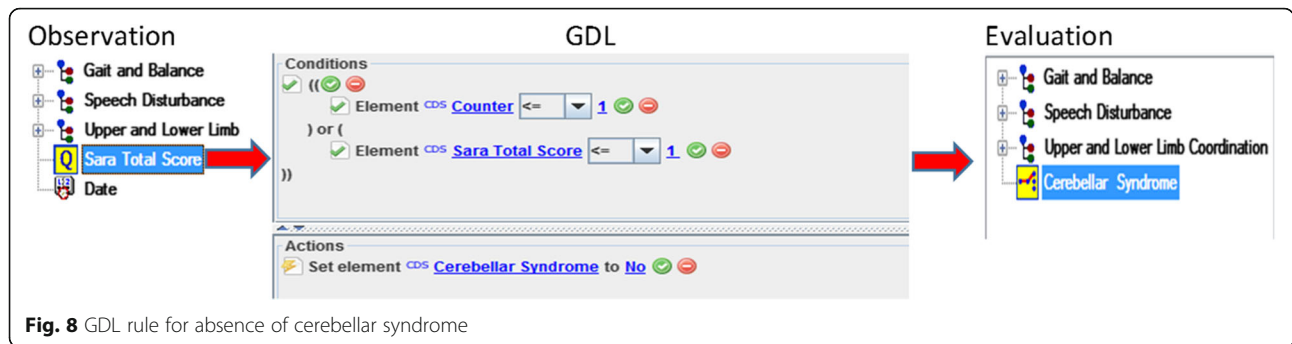 Observation
Gait and Balance
Speech Disturbance
Upper and Lower Limb
Q Sara Total Score
Date
GDL
Conditions
((
Element CDS Counter <= 1
) or (
Element CDS Sara Total Score <= 1
))
Actions
Set element CDS Cerebellar Syndrome to No
Evaluation
Gait and Balance
Speech Disturbance
Upper and Lower Limb Coordination
Cerebellar Syndrome
Fig. 8 GDL rule for absence of cerebellar syndrome